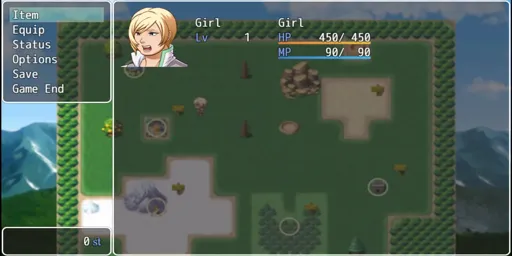 Item
Equip
Status
Options
Save
Game End
Girl
Lv 1
Girl
HP 450/ 450
MP 90/ 90
0 st